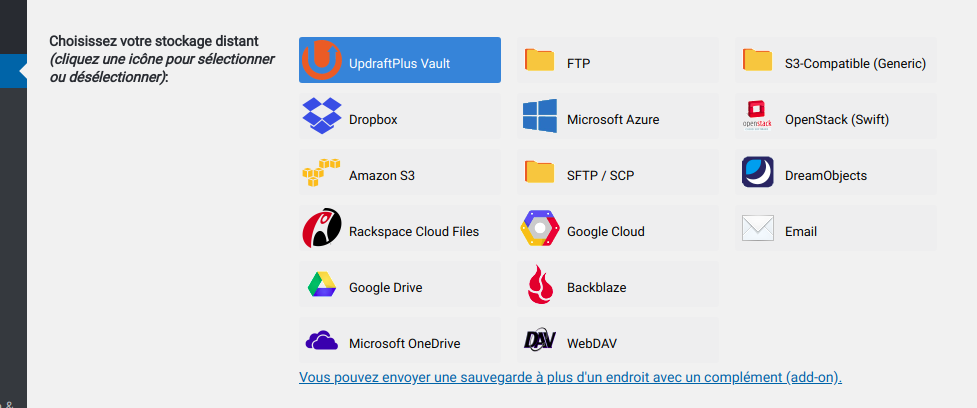 Choisissez votre stockage distant
(cliquez une icône pour sélectionner
ou désélectionner):
UpdraftPlus Vault
FTP
S3-Compatible (Generic)
Dropbox
Microsoft Azure
openstack
OpenStack (Swift)
Amazon S3
SFTP / SCP
DreamObjects
Rackspace Cloud Files
Google Cloud
Email
Google Drive
Backblaze
Microsoft OneDrive
DAV
WebDAV
Vous pouvez envoyer une sauvegarde à plus d'un endroit avec un complément (add-on).
&